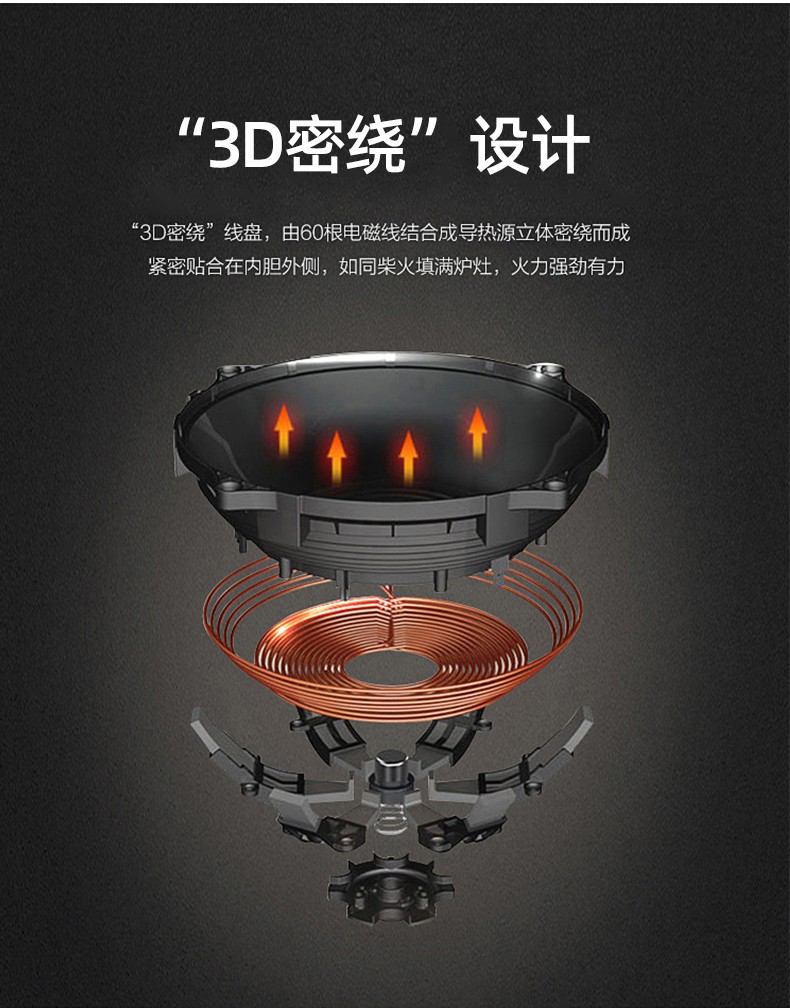 “3D密绕”设计
“3D密绕”线盘，由60根电磁线结合成导热源立体密绕而成
紧密贴合在内胆外侧，如同柴火填满炉灶，火力强劲有力